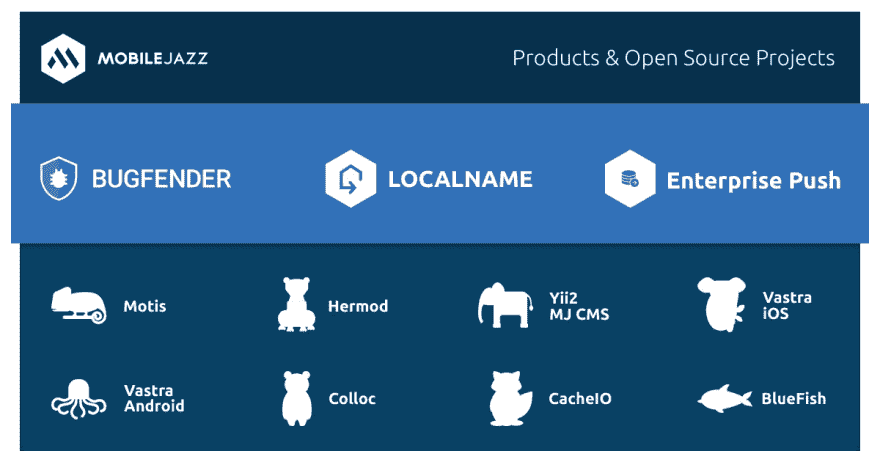 MOBILEJAZZ
Products & Open Source Projects
BUGFENDER
LOCALNAME
Enterprise Push
Motis
Hermod
Yii2
MJ CMS
Vastra
iOS
Vastra
Android
Colloc
CacheIO
BlueFish